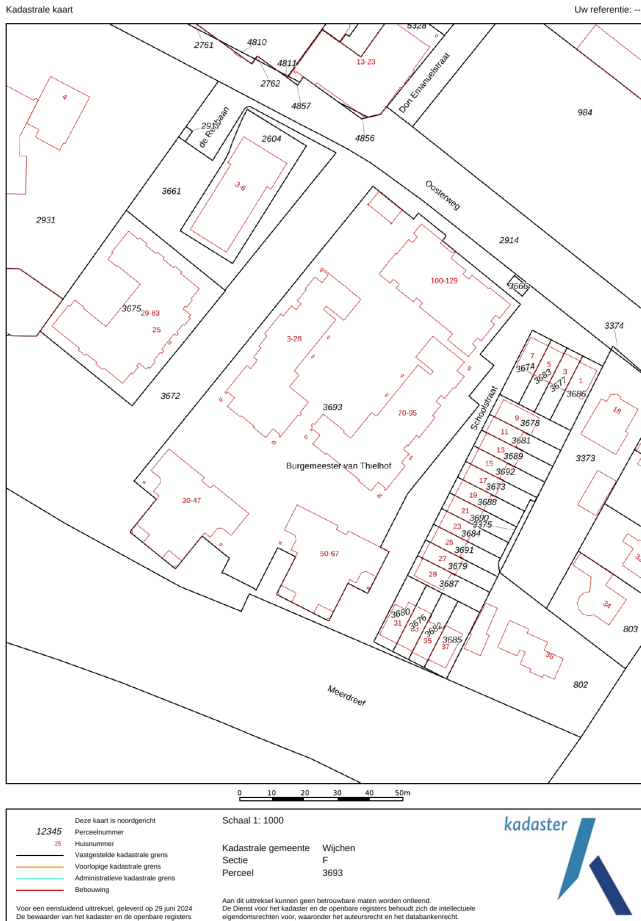 Kadastrale kaart
Uw referentie: --
5328
2761
4810
4811
13-23
2762
Don Emanuelstraat
4
4857
984
de Roobaan
4856
2604
3661
3-6
Oosterweg
2931
2914
100-129
3666
3675
29-83
25
3374
3-28
7
5
3
1
3674
3683
3677
3686
3672
3693
70-95
Schoolstraat
18
9
3678
11
3681
13
3689
3373
15
3692
Burgemeester van Thielhof
17
3673
19
3688
30-47
21
3690
3375
23
3684
50-67
25
3691
27
3679
29
3687
34
3680
3676
3682
3685
31
33
35
37
803
36
802
Meerdreef
0 10 20 30 40 50m
Deze kaart is noordgericht
12345 Perceelnummer
25 Huisnummer
Vastgestelde kadastrale grens
Voorlopige kadastrale grens
Administratieve kadastrale grens
Bebouwing
Voor een eensluidend uittreksel, geleverd op 29 juni 2024
De bewaarder van het kadaster en de openbare registers
Schaal 1: 1000
Kadastrale gemeente Wijchen
Sectie F
Perceel 3693
Aan dit uittreksel kunnen geen betrouwbare maten worden ontleend.
De Dienst voor het kadaster en de openbare registers behoudt zich de intellectuele
eigendomsrechten voor, waaronder het auteursrecht en het databankenrecht.
kadaster